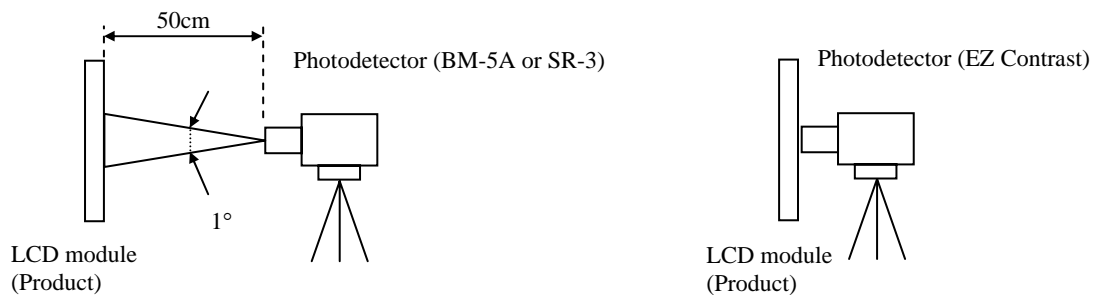 50cm
Photodetector (BM-5A or SR-3)
1°
LCD module
(Product)
Photodetector (EZ Contrast)
LCD module
(Product)